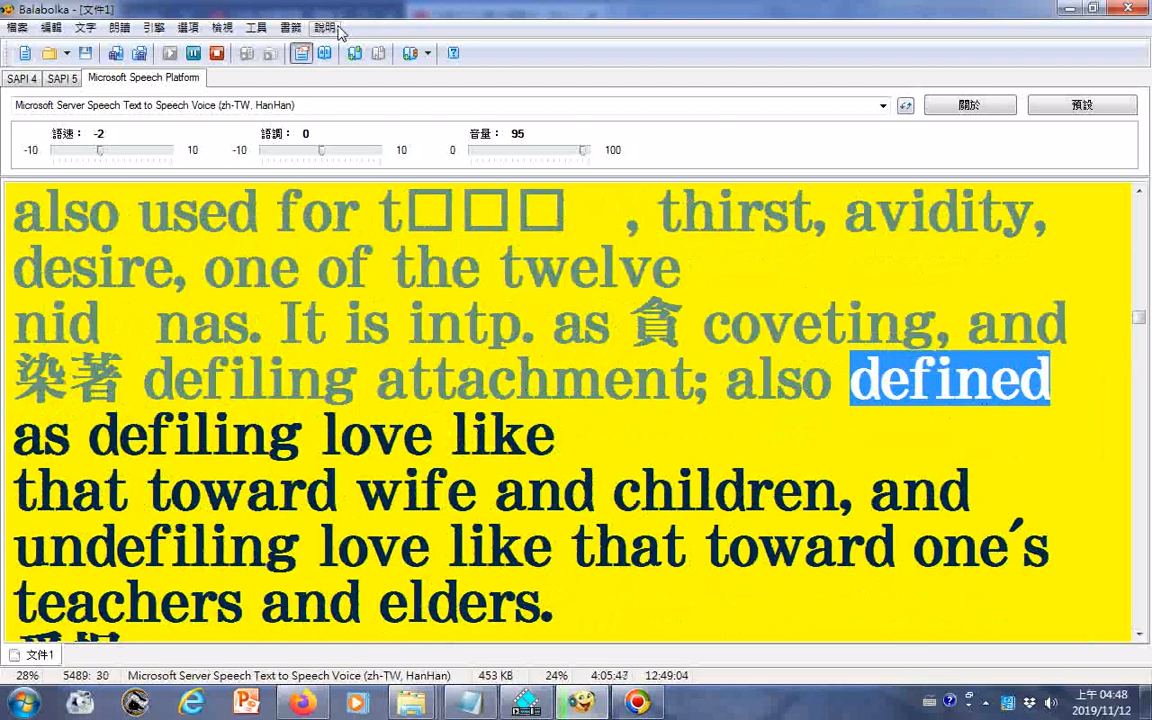 Balabolka - [文件1]
檔案 編輯 文字 朗讀 引擎 選項 檢視 工具 書籤 說明
SAPI 4 SAPI 5 Microsoft Speech Platform
Microsoft Server Speech Text to Speech Voice (zh-TW, HanHan) 關於 預設
語速： -2 語調： 0 音量： 95
-10 10 -10 10 0 100
also used for t□□□ , thirst, avidity,
desire, one of the twelve
nid nas. It is intp. as 貪 coveting, and
染著 defiling attachment; also defined
as defiling love like
that toward wife and children, and
undefiling love like that toward one's
teachers and elders.
文件1
28% 5489: 30 Microsoft Server Speech Text to Speech Voice (zh-TW, HanHan) 453 KB 24% 4:05:43 12:49:04
上午 04:48
2019/11/12